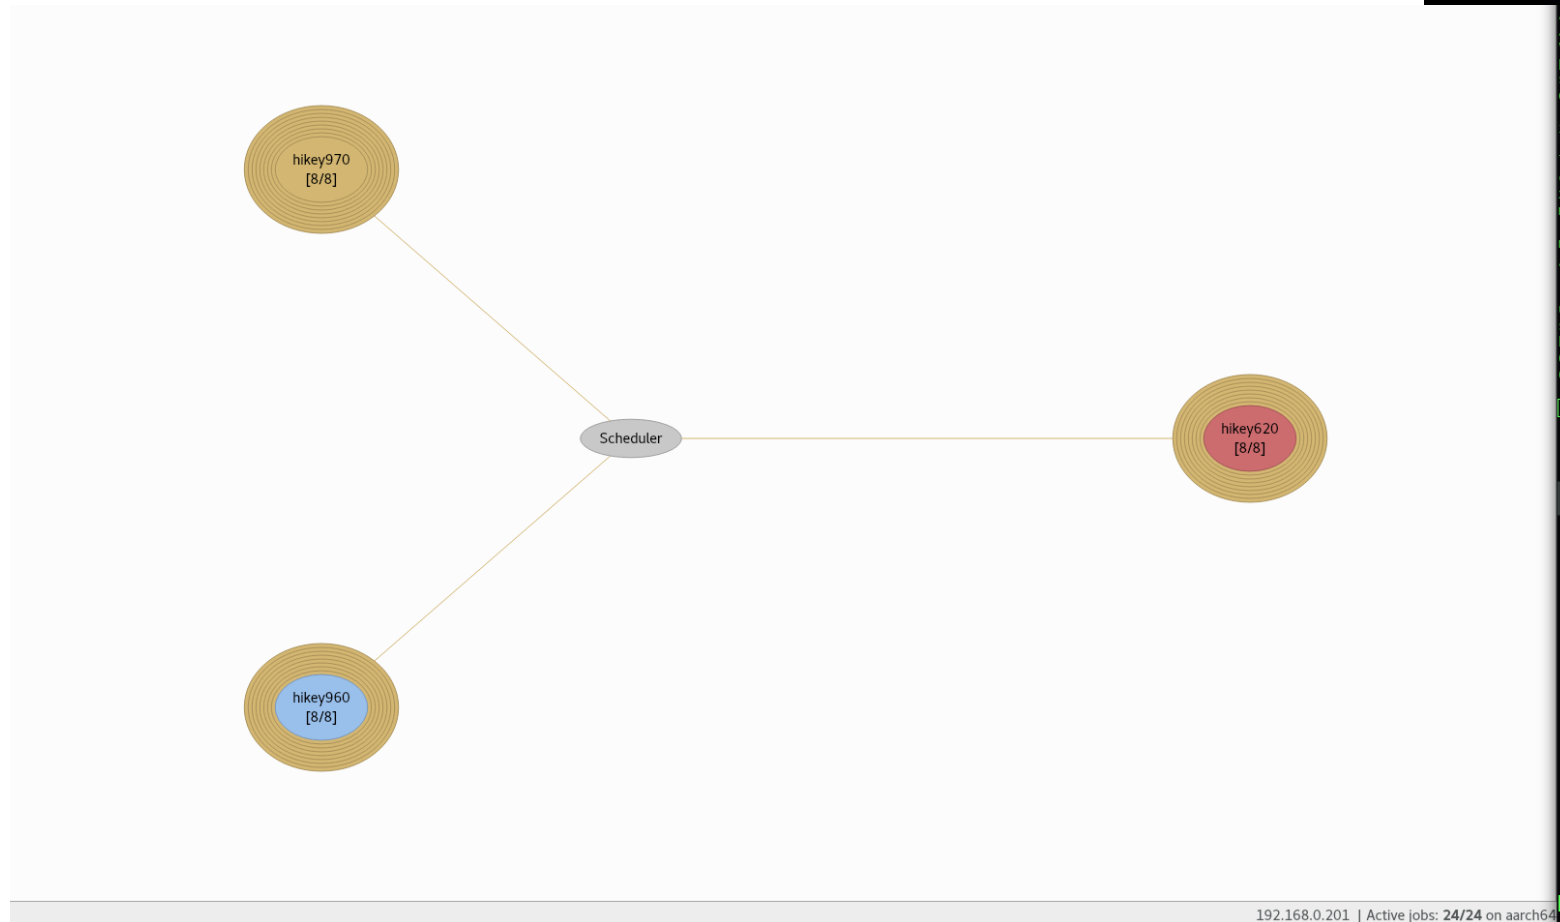 hikey970
[8/8]
Scheduler
hikey620
[8/8]
hikey960
[8/8]
192.168.0.201 | Active jobs: 24/24 on aarch64